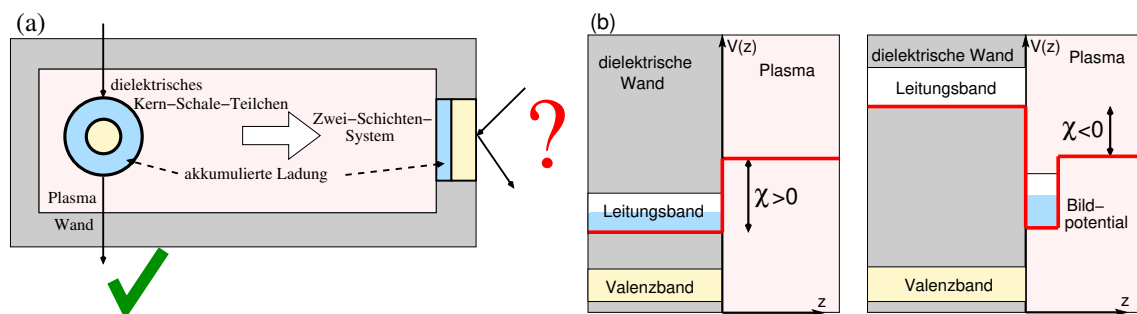 (a)
dielektrisches
Kern−Schale−Teilchen
Zwei−Schichten−
System
akkumulierte Ladung
Plasma
Wand
?
(b)
V(z)
dielektrische
Wand
Plasma
Leitungsband
χ>0
Valenzband
z
V(z)
dielektrische Wand
Plasma
Leitungsband
χ<0
Bild−
potential
Valenzband
z